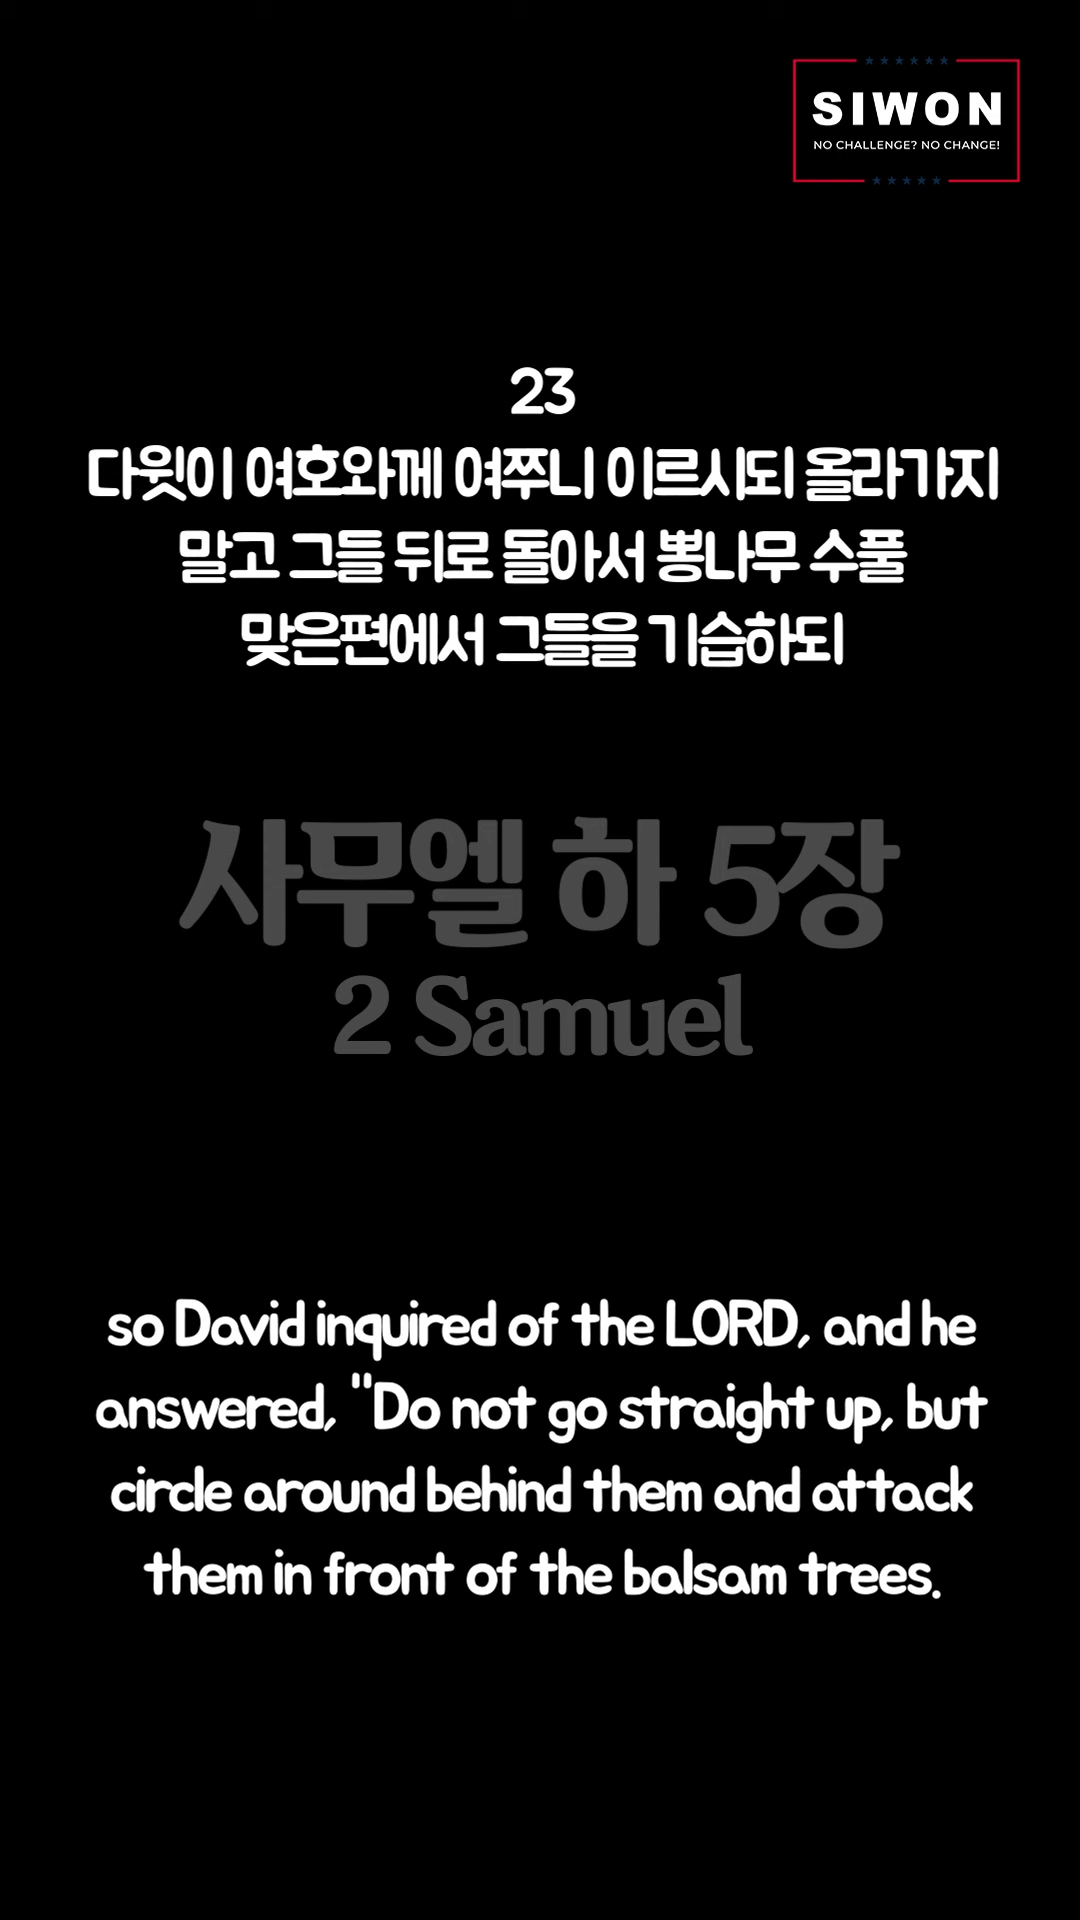 SIWON
NO CHALLENGE? NO CHANGE!
23
다윗이 여호와께 여쭈니 이르시되 올라가지
말고 그들 뒤로 돌아서 뽕나무 수풀
맞은편에서 그들을 기습하되
사무엘 하 5장
2 Samuel
so David inquired of the LORD, and he
answered, "Do not go straight up, but
circle around behind them and attack
them in front of the balsam trees.